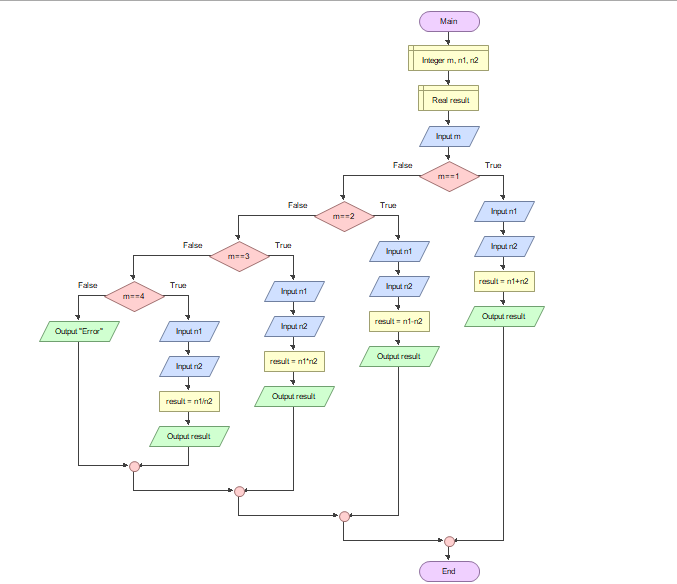 Main
Integer m, n1, n2
Real result
Input m
False
True
m==1
False
True
m==2
Input n1
Input n2
result = n1+n2
Output result
False
True
m==3
Input n1
Input n2
result = n1-n2
Output result
False
True
m==4
Input n1
Input n2
result = n1*n2
Output result
Output "Error"
Input n1
Input n2
result = n1/n2
Output result
End